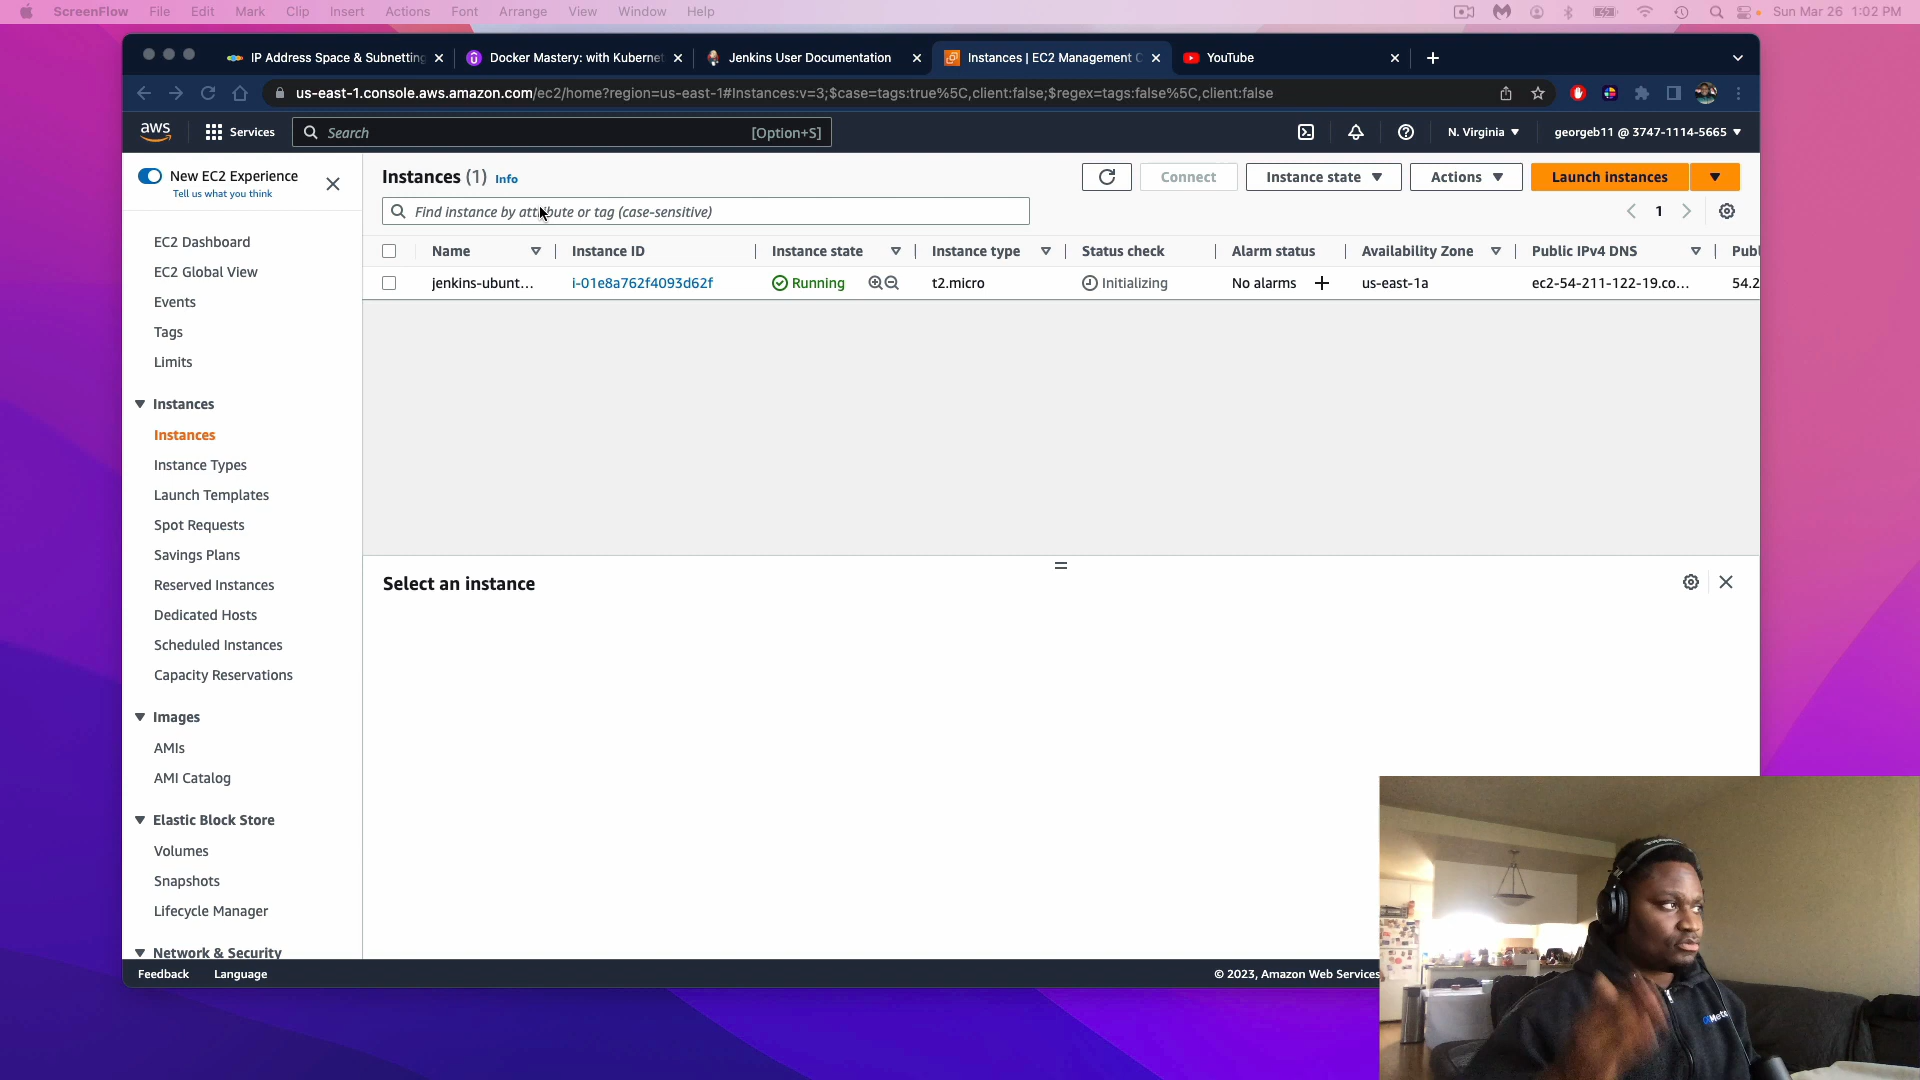 ScreenFlow File Edit Mark Clip Insert Actions Font Arrange View Window Help Sun Mar 26 1:02 PM
IP Address Space & Subnetting Docker Mastery: with Kubernet Jenkins User Documentation Instances | EC2 Management C YouTube
us-east-1.console.aws.amazon.com/ec2/home?region=us-east-1#Instances:v=3;$case=tags:true%5C,client:false;$regex=tags:false%5C,client:false
aws Services Search [Option+S] N. Virginia georgeb11 @ 3747-1114-5665
New EC2 Experience
Tell us what you think
EC2 Dashboard
EC2 Global View
Events
Tags
Limits
Instances
Instances
Instance Types
Launch Templates
Spot Requests
Savings Plans
Reserved Instances
Dedicated Hosts
Scheduled Instances
Capacity Reservations
Images
AMIs
AMI Catalog
Elastic Block Store
Volumes
Snapshots
Lifecycle Manager
Network & Security
Instances (1) Info Connect Instance state Actions Launch instances
Find instance by attribute or tag (case-sensitive) 1
Name Instance ID Instance state Instance type Status check Alarm status Availability Zone Public IPv4 DNS Publ
jenkins-ubunt... i-01e8a762f4093d62f Running t2.micro Initializing No alarms us-east-1a ec2-54-211-122-19.co... 54.2
Select an instance
Feedback Language © 2023, Amazon Web Services
Meta